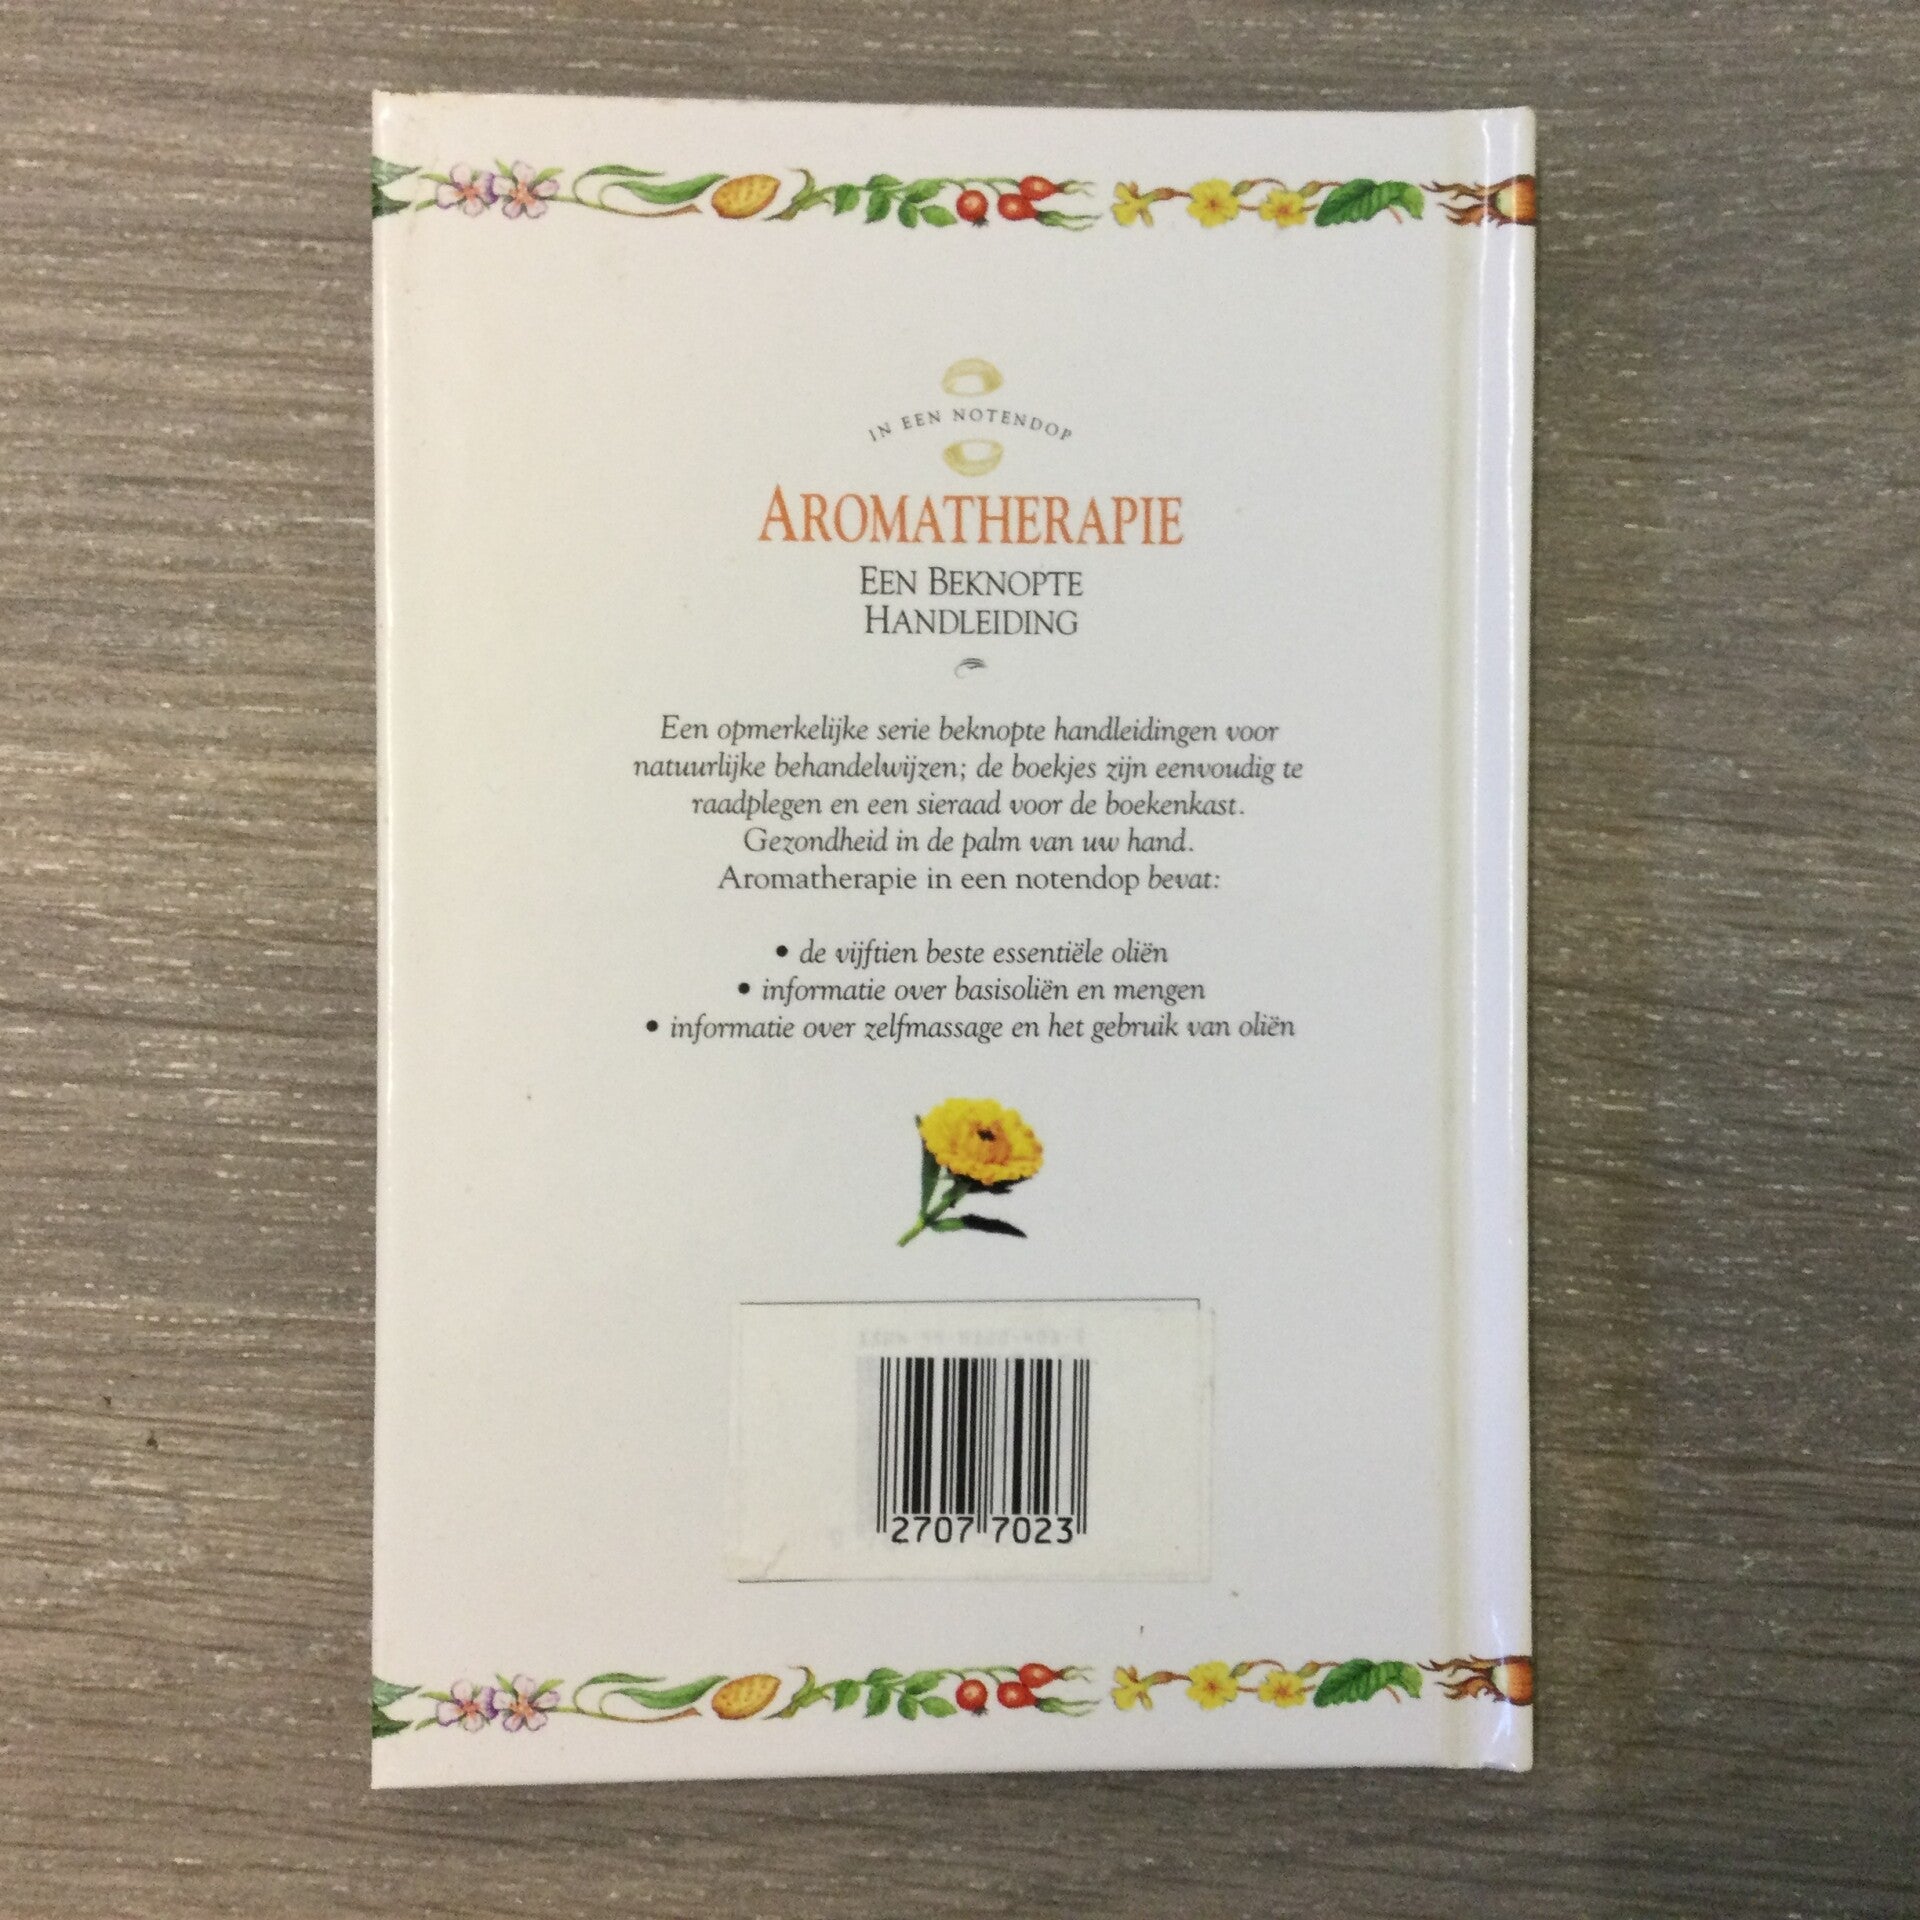 IN EEN NOTENDOP
AROMATHERAPIE
EEN BEKNOPTE
HANDLEIDING
Een opmerkelijke serie beknopte handleidingen voor
natuurlijke behandelwijzen; de boekjes zijn eenvoudig te
raadplegen en een sieraad voor de boekenkast.
Gezondheid in de palm van uw hand.
Aromatherapie in een notendop bevat:
• de vijftien beste essentiële oliën
• informatie over basisoliën en mengen
• informatie over zelfmassage en het gebruik van oliën
2707 7023